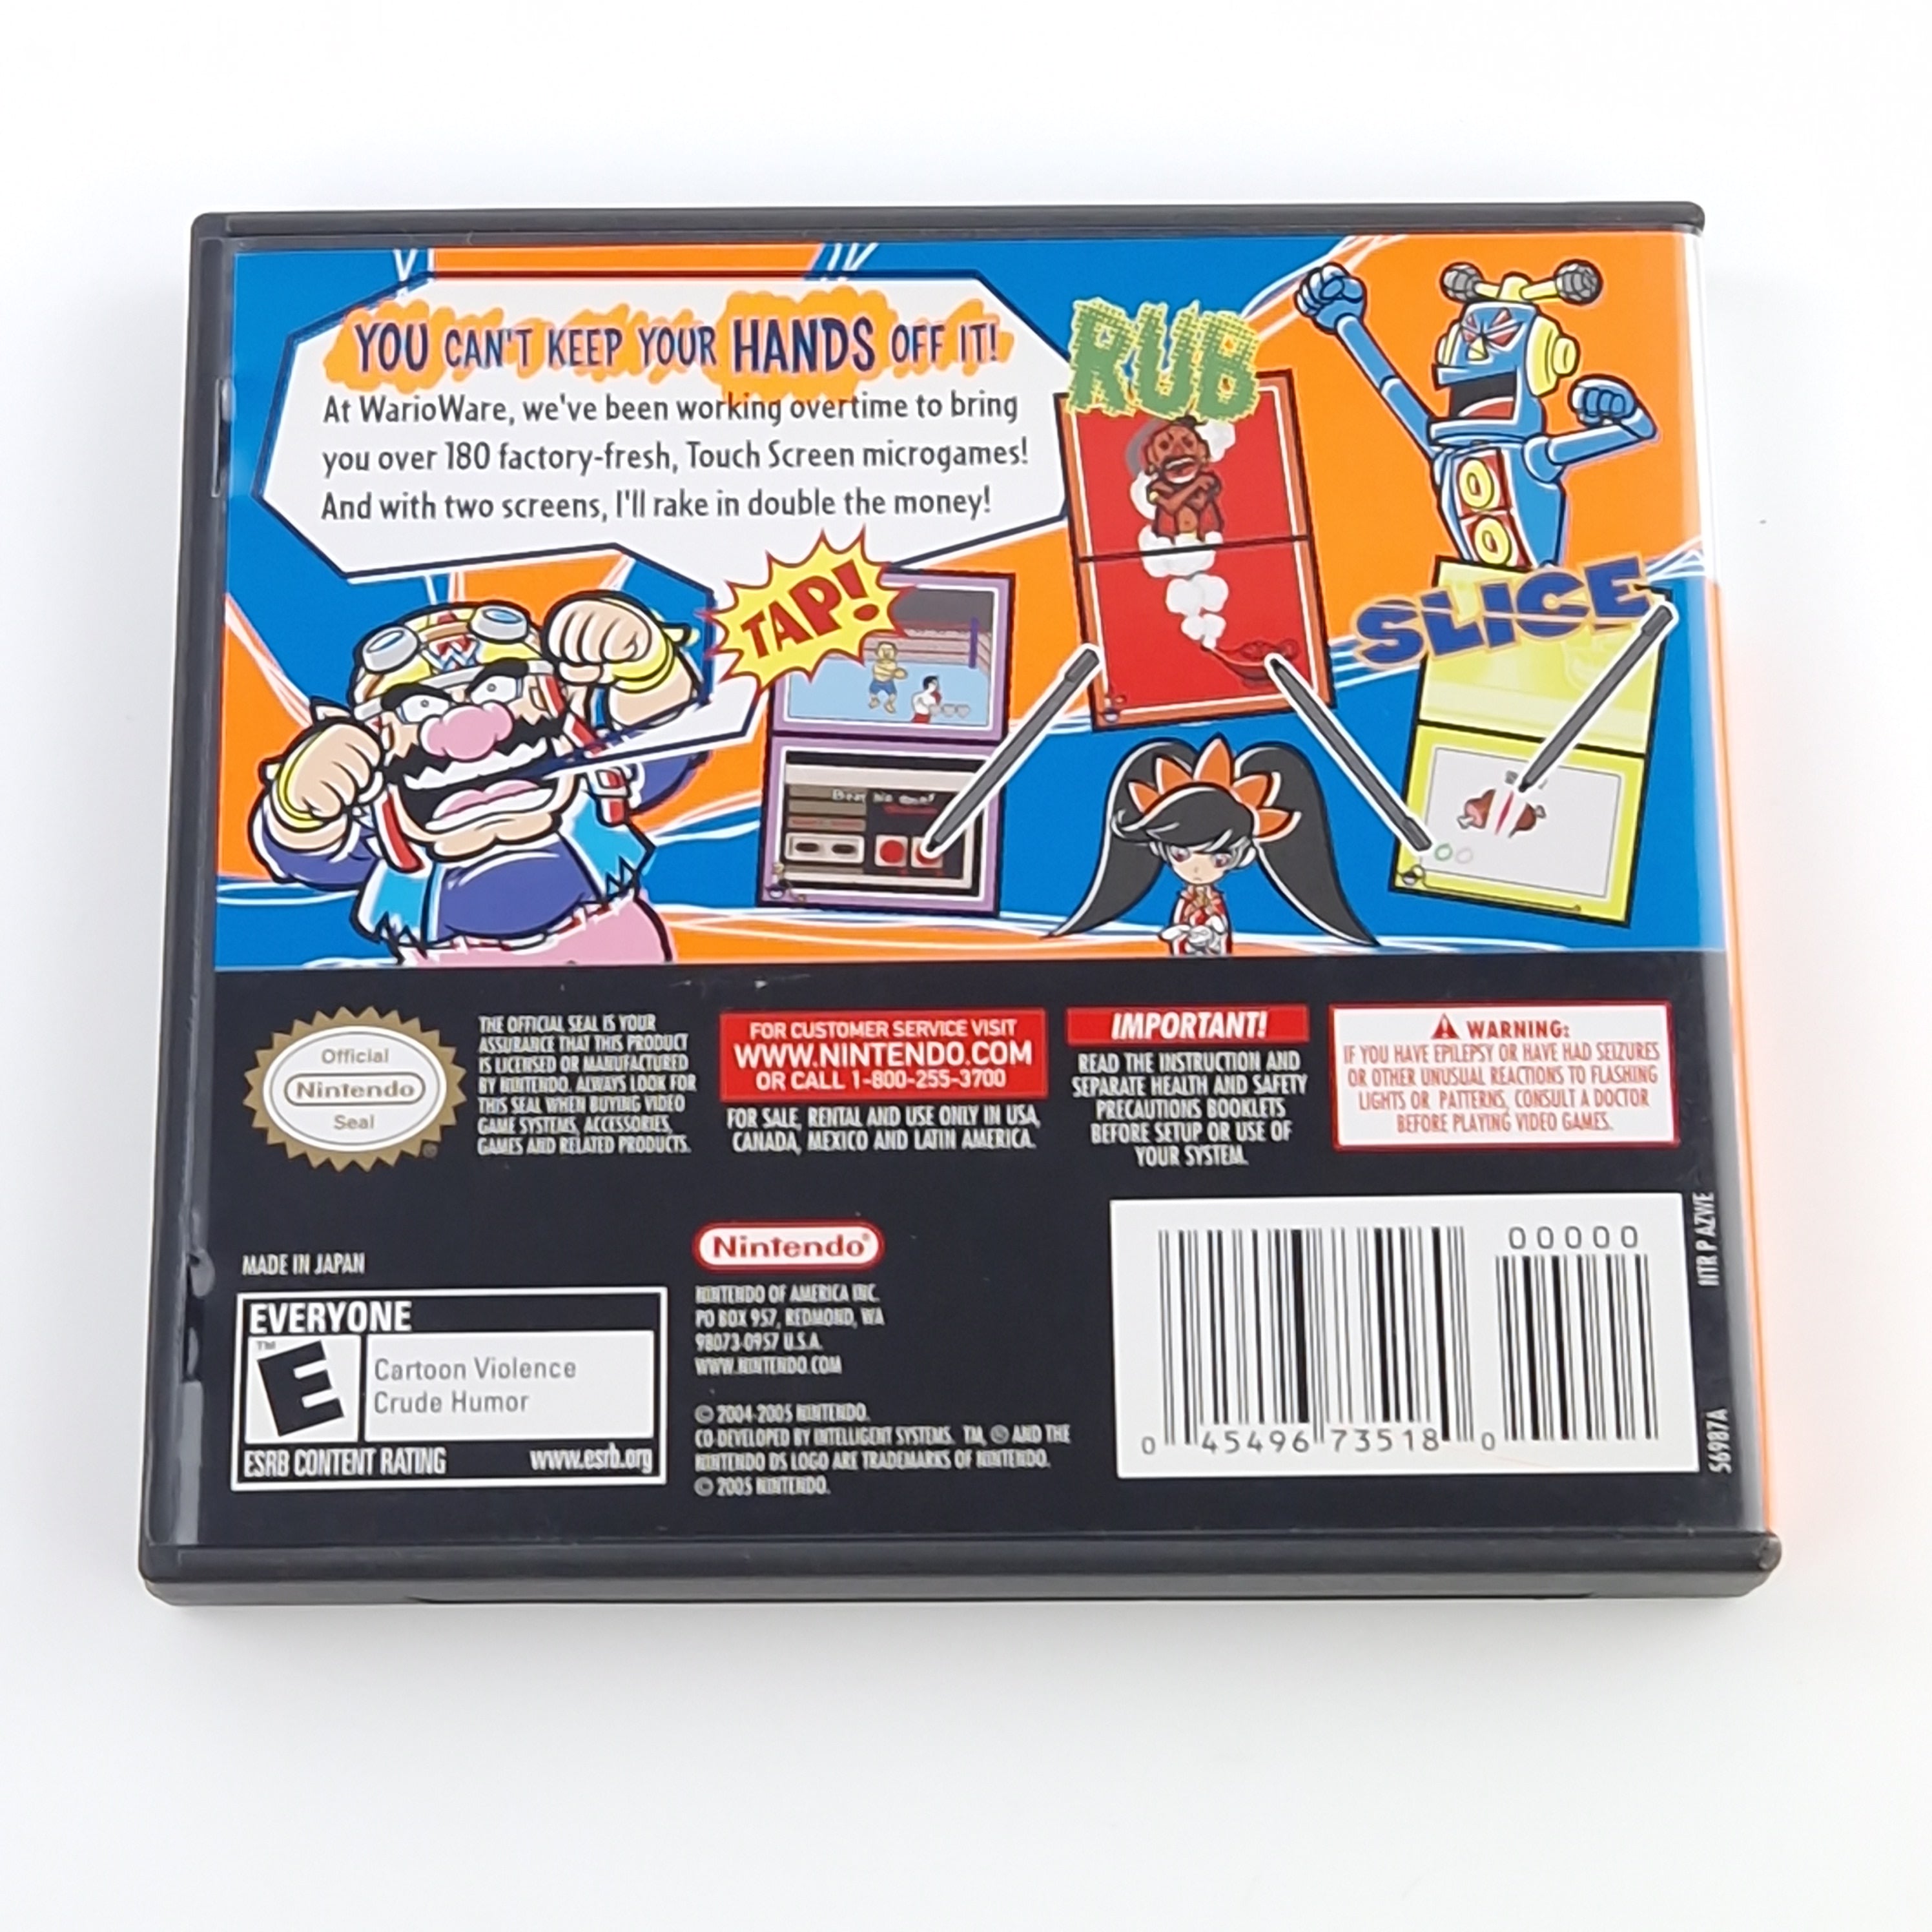 YOU CAN'T KEEP YOUR HANDS OFF IT!
At WarioWare, we've been working overtime to bring
you over 180 factory-fresh, Touch Screen microgames!
And with two screens, I'll rake in double the money!
RUB
TAP!
SLICE
W
Official
Nintendo
Seal
®
THE OFFICIAL SEAL IS YOUR
ASSURANCE THAT THIS PRODUCT
IS LICENSED OR MANUFACTURED
BY NINTENDO. ALWAYS LOOK FOR
THIS SEAL WHEN BUYING VIDEO
GAME SYSTEMS, ACCESSORIES,
GAMES AND RELATED PRODUCTS.
FOR CUSTOMER SERVICE VISIT
WWW.NINTENDO.COM
OR CALL 1-800-255-3700
FOR SALE, RENTAL AND USE ONLY IN USA,
CANADA, MEXICO AND LATIN AMERICA.
IMPORTANT!
READ THE INSTRUCTION AND
SEPARATE HEALTH AND SAFETY
PRECAUTIONS BOOKLETS
BEFORE SETUP OR USE OF
YOUR SYSTEM.
WARNING:
IF YOU HAVE EPILEPSY OR HAVE HAD SEIZURES
OR OTHER UNUSUAL REACTIONS TO FLASHING
LIGHTS OR PATTERNS, CONSULT A DOCTOR
BEFORE PLAYING VIDEO GAMES.
MADE IN JAPAN
EVERYONE
TM
E
Cartoon Violence
Crude Humor
ESRB CONTENT RATING www.esrb.org
Nintendo®
NINTENDO OF AMERICA INC.
PO BOX 957, REDMOND, WA
98073-0957 U.S.A.
WWW.NINTENDO.COM
© 2004-2005 NINTENDO.
CO-DEVELOPED BY INTELLIGENT SYSTEMS. TM, ® AND THE
NINTENDO DS LOGO ARE TRADEMARKS OF NINTENDO.
© 2005 NINTENDO.
00000
0 45496 73518 0
NTR P AZWE
56987A